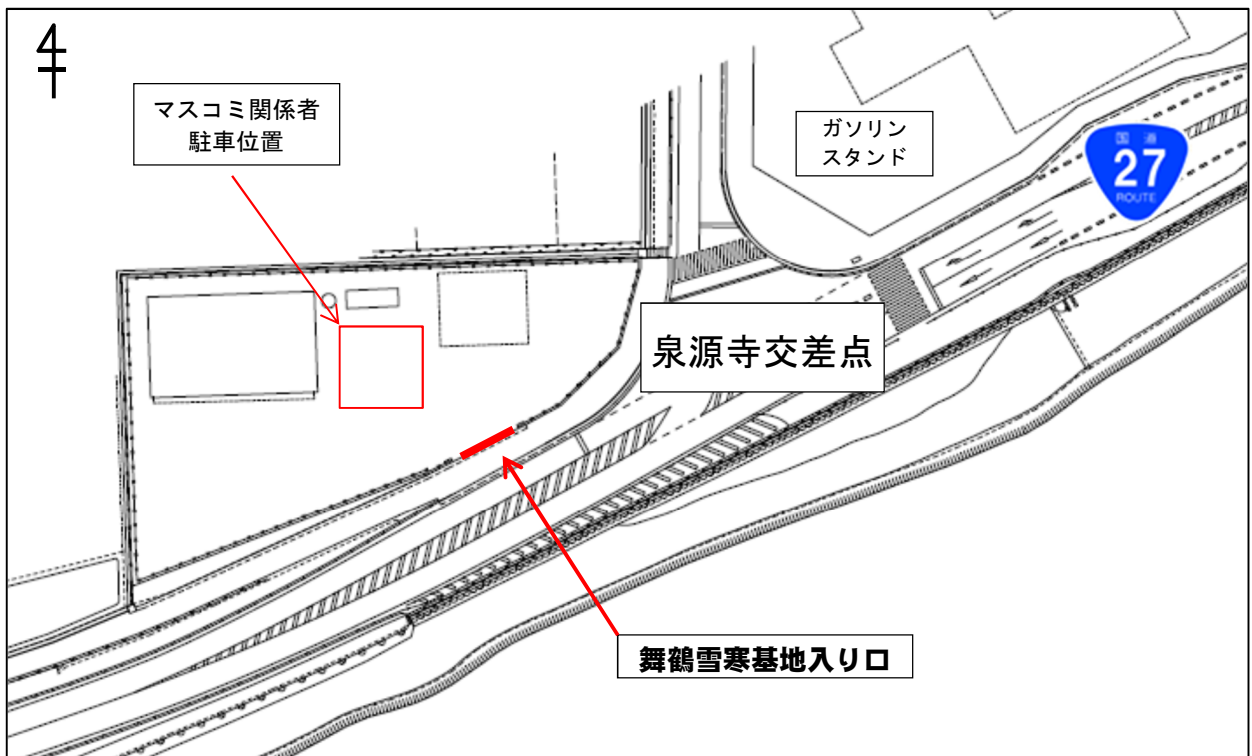 マスコミ関係者
駐車位置
ガソリン
スタンド
国道
27
ROUTE
泉源寺交差点
舞鶴雪寒基地入り口